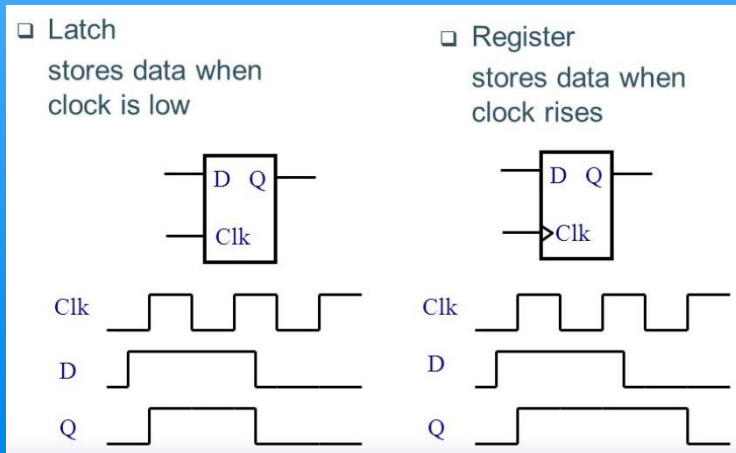 Latch
stores data when
clock is low
D Q
Clk
Clk
D
Q
Register
stores data when
clock rises
D Q
Clk
Clk
D
Q